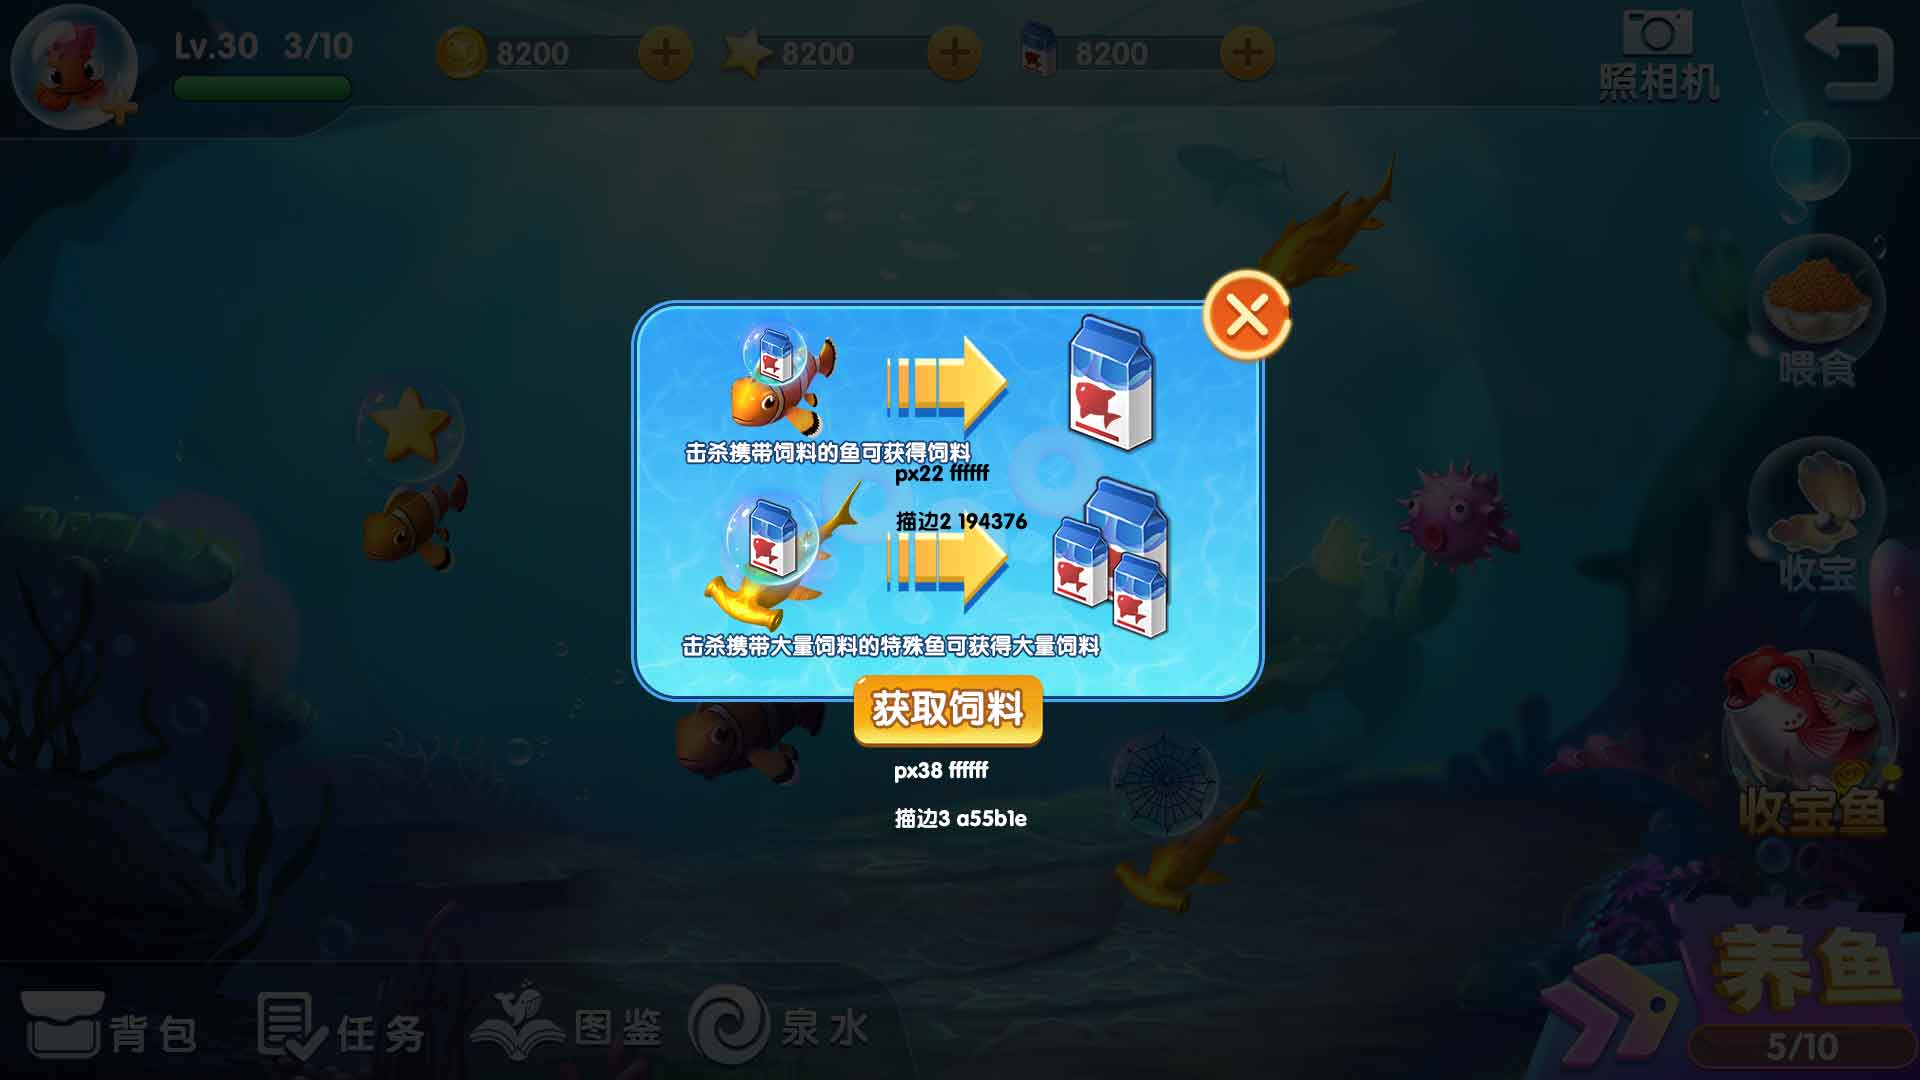 Lv.30 3/10
8200
8200
8200
照相机
喂食
击杀携带饲料的鱼可获得饲料
px22 ffffff
描边2 194376
收宝
击杀携带大量饲料的特殊鱼可获得大量饲料
获取饲料
px38 ffffff
描边3 a55b1e
收宝鱼
养鱼
5/10
背包
任务
图鉴
泉水